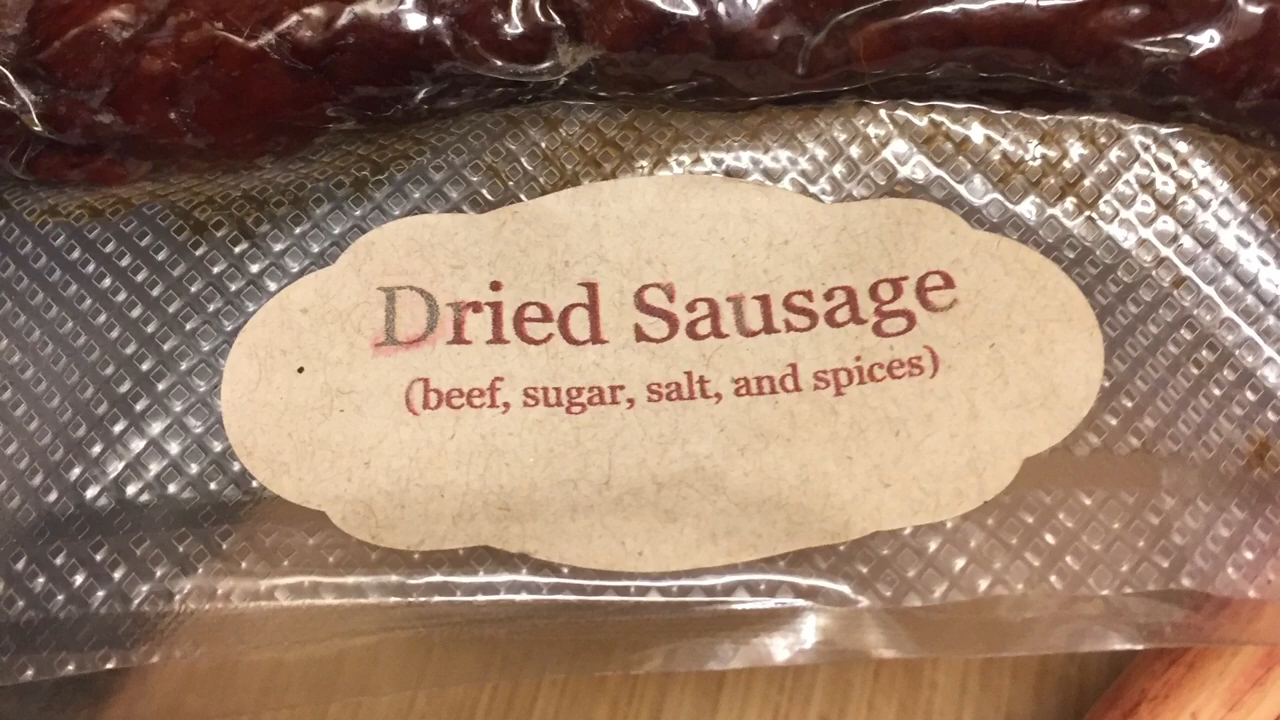 Dried Sausage
(beef, sugar, salt, and spices)